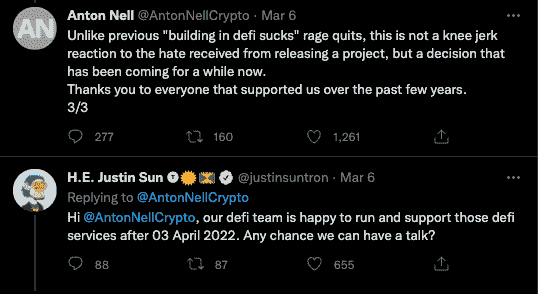 AN
Anton Nell @AntonNellCrypto · Mar 6
Unlike previous "building in defi sucks" rage quits, this is not a knee jerk
reaction to the hate received from releasing a project, but a decision that
has been coming for a while now.
Thanks you to everyone that supported us over the past few years.
3/3
277 160 1,261
H.E. Justin Sun @justinsuntron · Mar 6
Replying to @AntonNellCrypto
Hi @AntonNellCrypto, our defi team is happy to run and support those defi
services after 03 April 2022. Any chance we can have a talk?
88 87 655